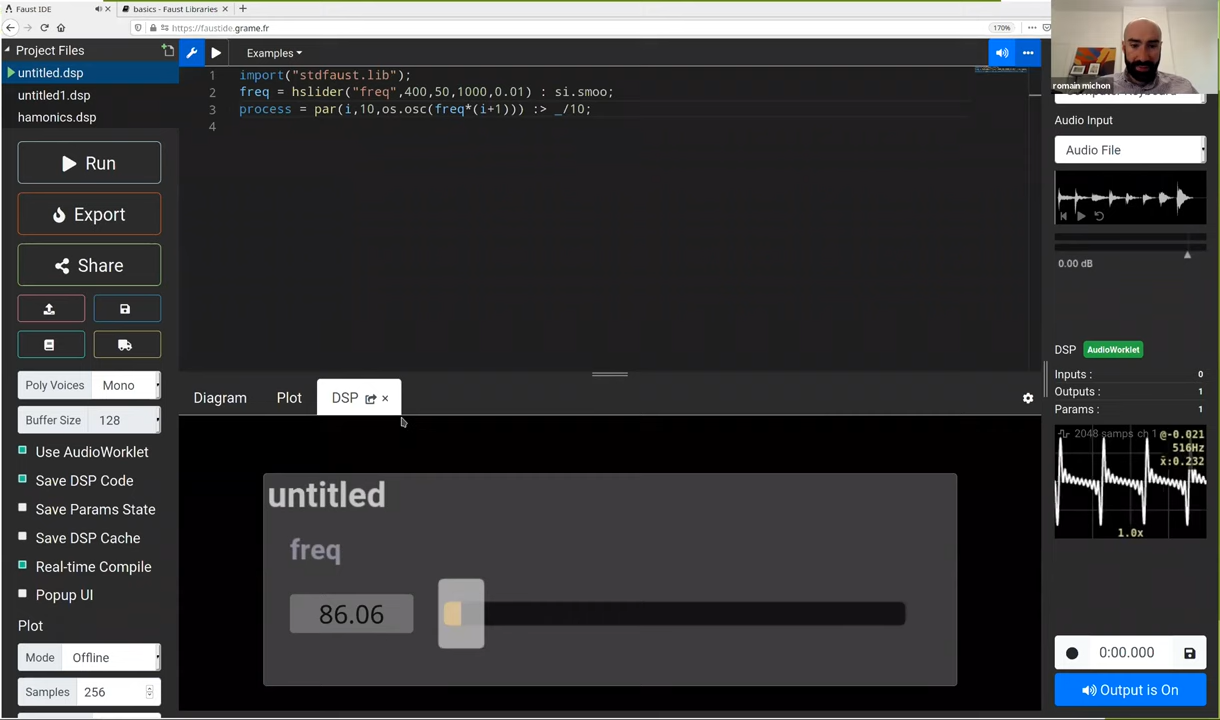 Faust IDE
basics - Faust Libraries
https://faustide.grame.fr
170%
romain michon
Project Files
untitled.dsp
untitled1.dsp
hamonics.dsp
Run
Export
Share
Poly Voices Mono
Buffer Size 128
Use AudioWorklet
Save DSP Code
Save Params State
Save DSP Cache
Real-time Compile
Popup UI
Plot
Mode Offline
Samples 256
Examples
1 import("stdfaust.lib");
2 freq = hslider("freq",400,50,1000,0.01) : si.smoo;
3 process = par(i,10,os.osc(freq*(i+1))) :> _/10;
4
Diagram Plot DSP
untitled
freq
86.06
Audio Input
Audio File
0.00 dB
DSP AudioWorklet
Inputs : 0
Outputs : 1
Params : 1
2048 samps ch 1 @-0.021
516Hz
x̄:0.232
1.0x
0:00.000
Output is On